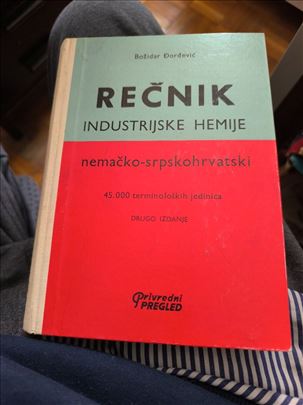 Božidar Đorđević
REČNIK
INDUSTRIJSKE HEMIJE
nemačko-srpskohrvatski
45.000 terminoloških jedinica
DRUGO IZDANJE
Privredni
PREGLED